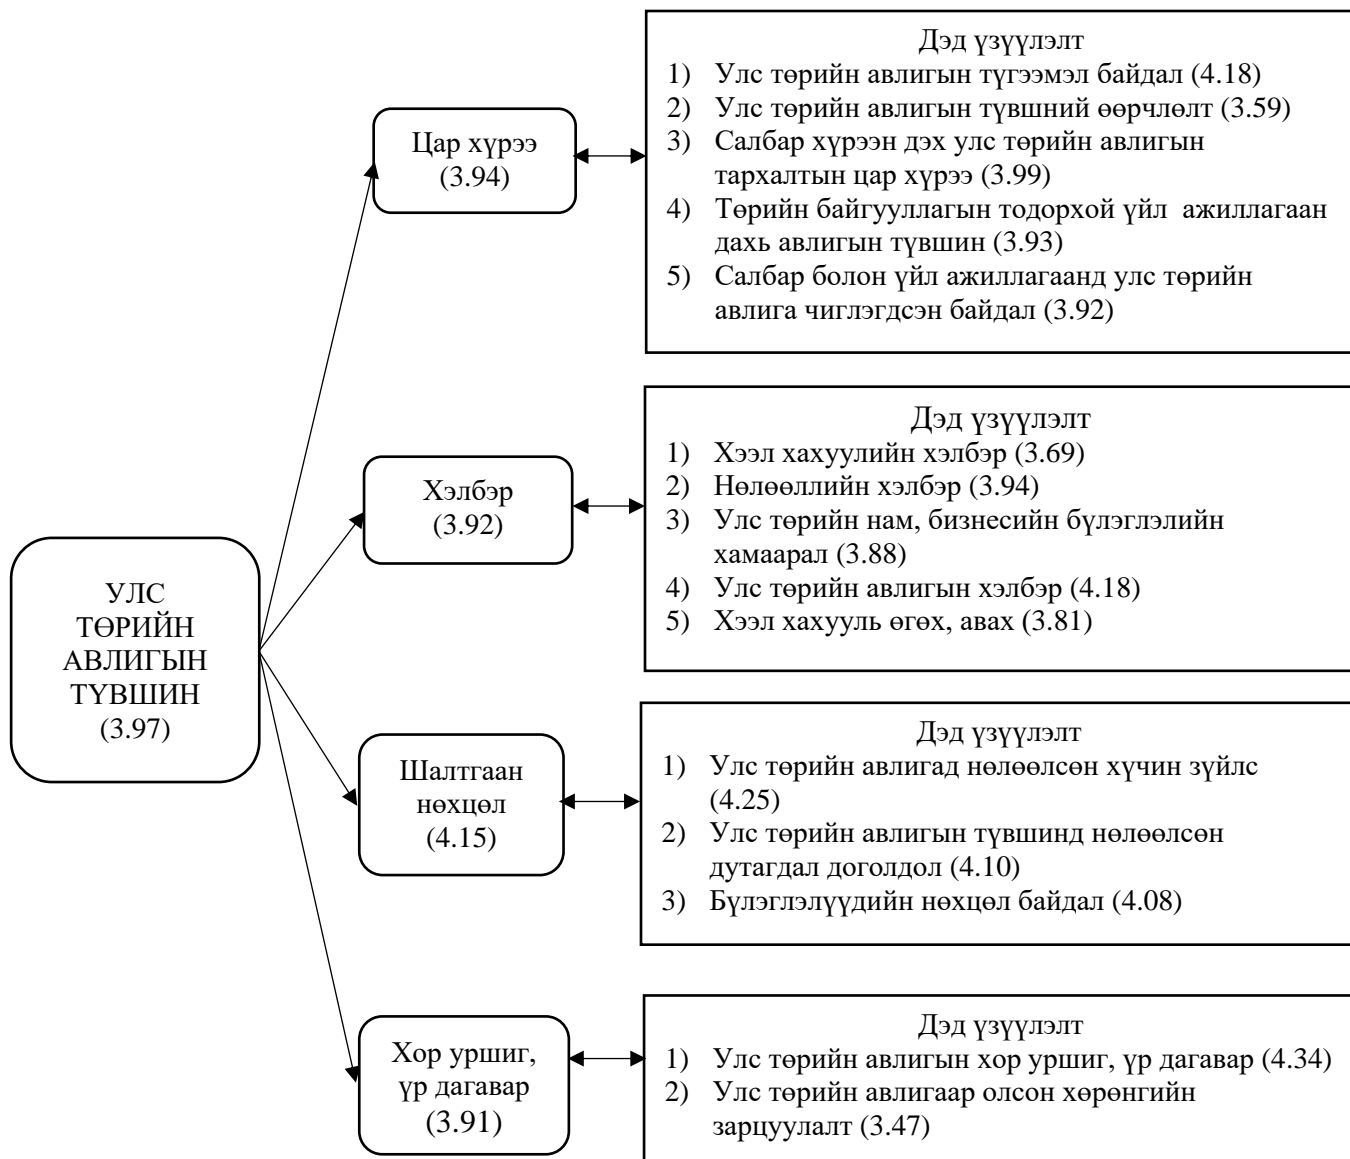 Дэд үзүүлэлт
1) Улс төрийн авлигын түгээмэл байдал (4.18)
2) Улс төрийн авлигын түвшний өөрчлөлт (3.59)
3) Салбар хүрээн дэх улс төрийн авлигын
тархалтын цар хүрээ (3.99)
4) Төрийн байгууллагын тодорхой үйл ажиллагаан
дахь авлигын түвшин (3.93)
5) Салбар болон үйл ажиллагаанд улс төрийн
авлига чиглэгдсэн байдал (3.92)
Цар хүрээ
(3.94)
Дэд үзүүлэлт
1) Хээл хахуулийн хэлбэр (3.69)
2) Нөлөөллийн хэлбэр (3.94)
3) Улс төрийн нам, бизнесийн бүлэглэлийн
хамаарал (3.88)
4) Улс төрийн авлигын хэлбэр (4.18)
5) Хээл хахууль өгөх, авах (3.81)
Хэлбэр
(3.92)
УЛС
ТӨРИЙН
АВЛИГЫН
ТҮВШИН
(3.97)
Дэд үзүүлэлт
1) Улс төрийн авлигад нөлөөлсөн хүчин зүйлс
(4.25)
2) Улс төрийн авлигын түвшинд нөлөөлсөн
дутагдал доголдол (4.10)
3) Бүлэглэлүүдийн нөхцөл байдал (4.08)
Шалтгаан
нөхцөл
(4.15)
Дэд үзүүлэлт
1) Улс төрийн авлигын хор уршиг, үр дагавар (4.34)
2) Улс төрийн авлигаар олсон хөрөнгийн
зарцуулалт (3.47)
Хор уршиг,
үр дагавар
(3.91)